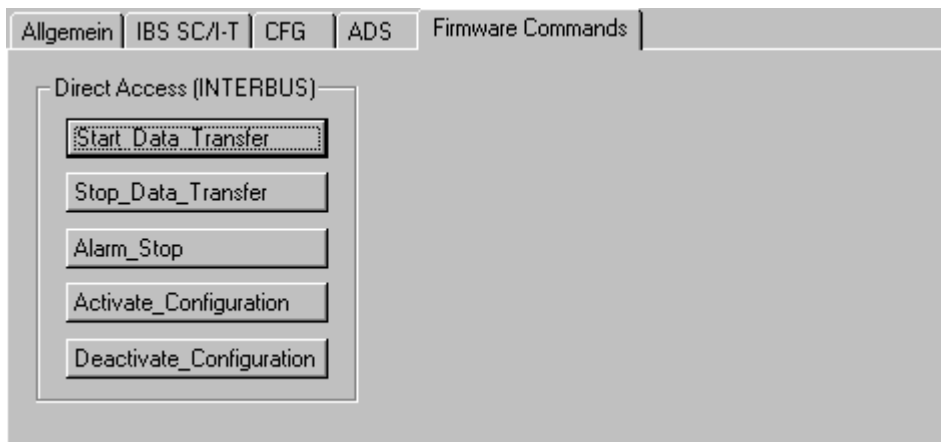 Allgemein IBS SC/I-T CFG ADS Firmware Commands
Direct Access (INTERBUS)
Start_Data_Transfer
Stop_Data_Transfer
Alarm_Stop
Activate_Configuration
Deactivate_Configuration